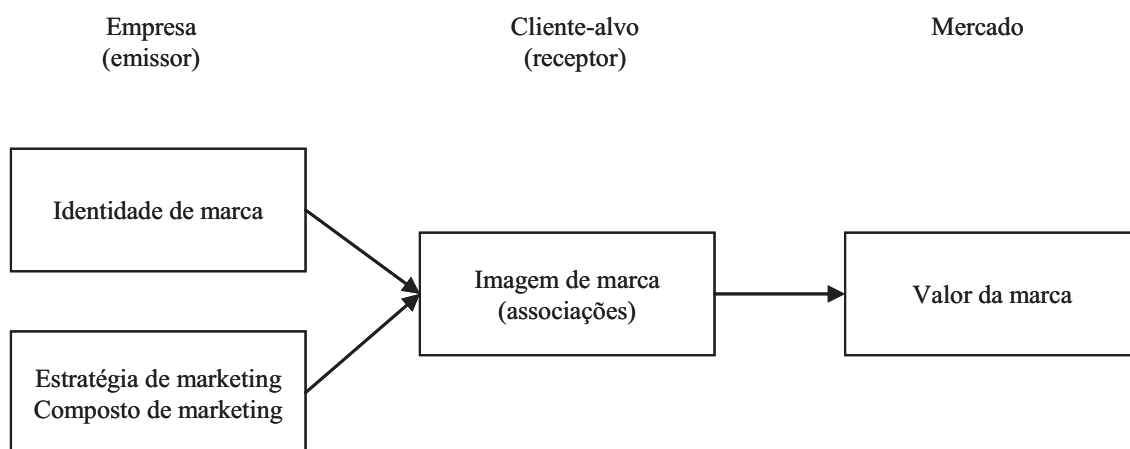 Empresa
(emissor)
Cliente-alvo
(receptor)
Mercado
Identidade de marca
Estratégia de marketing
Composto de marketing
Imagem de marca
(associações)
Valor da marca